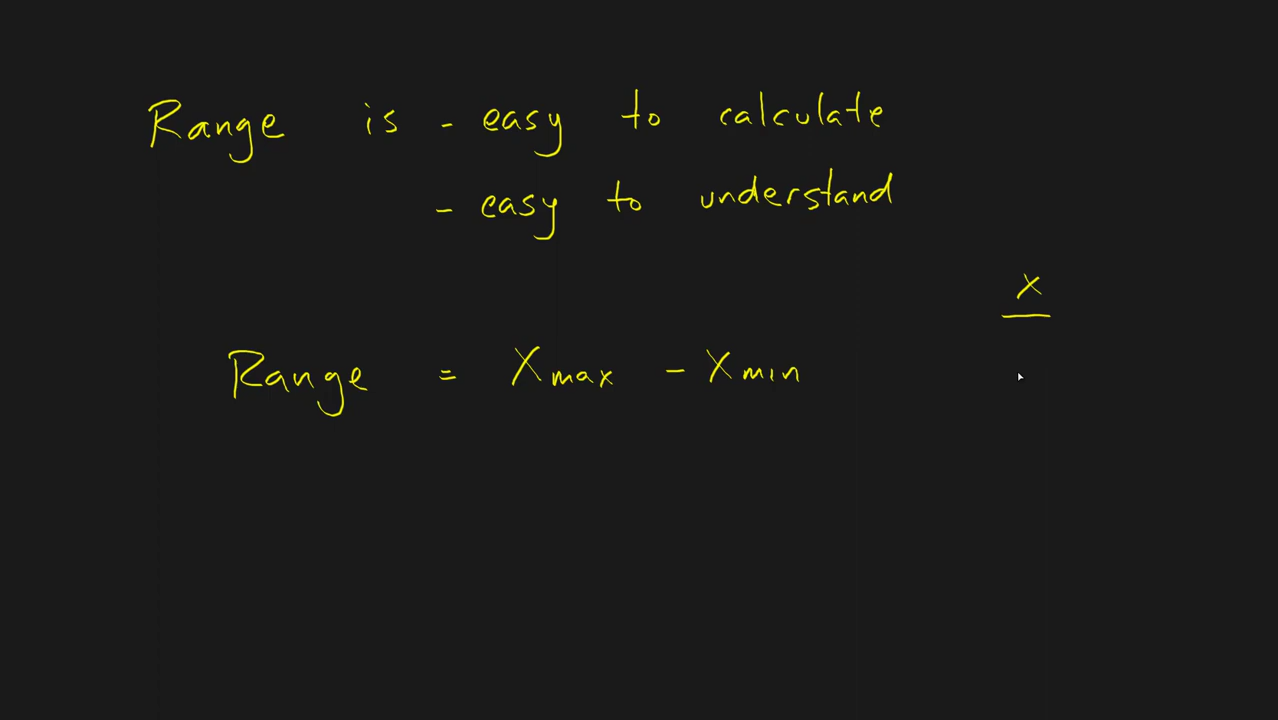 Range is - easy to calculate
- easy to understand
x
Range = Xmax - Xmin